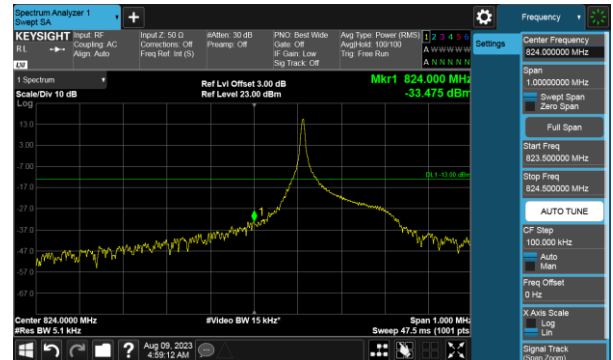 Spectrum Analyzer 1
Swept SA
Frequency
KEYSIGHT
RL
Input: RF
Coupling: AC
Align: Auto
Input Z: 50 Ω
Corrections: Off
Freq Ref: Int (S)
#Atten: 30 dB
Preamp: Off
PNO: Best Wide
Gate: Off
IF Gain: Low
Sig Track: Off
Avg Type: Power (RMS)
Avg|Hold: 100/100
Trig: Free Run
1 2 3 4 5 6
A W W W W W
A N N N N N
LXI
1 Spectrum
Scale/Div 10 dB
Log
Ref Lvl Offset 3.00 dB
Ref Level 23.00 dBm
Mkr1 824.000 MHz
-33.475 dBm
13.0
3.00
-7.00
-17.0
-27.0
-37.0
-47.0
-57.0
-67.0
DL1 -13.00 dBm
1
Center 824.0000 MHz
#Res BW 5.1 kHz
#Video BW 15 kHz*
Span 1.000 MHz
Sweep 47.5 ms (1001 pts)
Aug 09, 2023
4:59:12 AM
Settings
Center Frequency
824.000000 MHz
Span
1.00000000 MHz
Swept Span
Zero Span
Full Span
Start Freq
823.500000 MHz
Stop Freq
824.500000 MHz
AUTO TUNE
CF Step
100.000 kHz
Auto
Man
Freq Offset
0 Hz
X Axis Scale
Log
Lin
Signal Track
(Span Zoom)